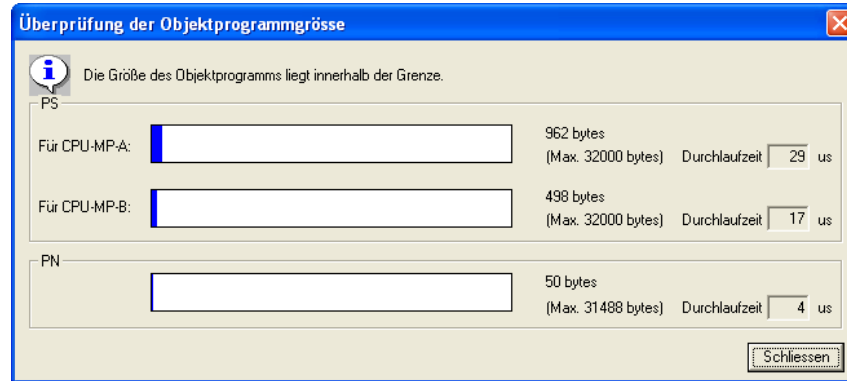 Überprüfung der Objektprogrammgrösse
Die Größe des Objektprogramms liegt innerhalb der Grenze.
PS
Für CPU-MP-A:
962 bytes
(Max. 32000 bytes) Durchlaufzeit 29 us
Für CPU-MP-B:
498 bytes
(Max. 32000 bytes) Durchlaufzeit 17 us
PN
50 bytes
(Max. 31488 bytes) Durchlaufzeit 4 us
Schliessen